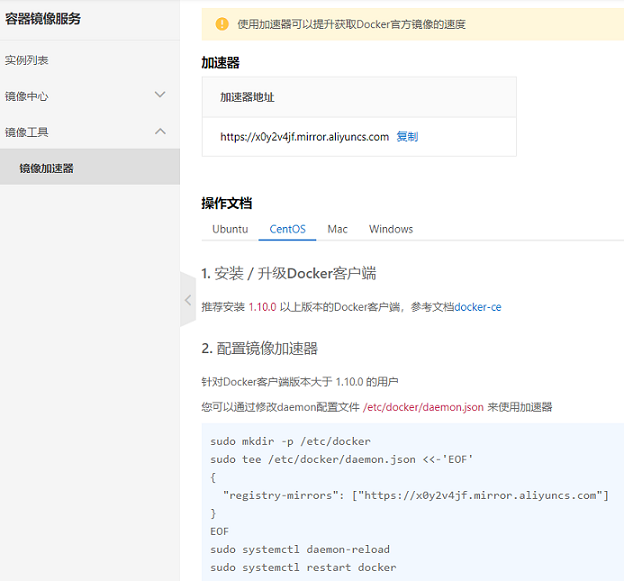 容器镜像服务
实例列表
镜像中心
镜像工具
镜像加速器
使用加速器可以提升获取Docker官方镜像的速度
加速器
加速器地址
https://x0y2v4jf.mirror.aliyuncs.com 复制
操作文档
Ubuntu CentOS Mac Windows
1. 安装 / 升级Docker客户端
推荐安装 1.10.0 以上版本的Docker客户端，参考文档docker-ce
2. 配置镜像加速器
针对Docker客户端版本大于 1.10.0 的用户
您可以通过修改daemon配置文件 /etc/docker/daemon.json 来使用加速器
sudo mkdir -p /etc/docker
sudo tee /etc/docker/daemon.json <<-'EOF'
{
  "registry-mirrors": ["https://x0y2v4jf.mirror.aliyuncs.com"]
}
EOF
sudo systemctl daemon-reload
sudo systemctl restart docker